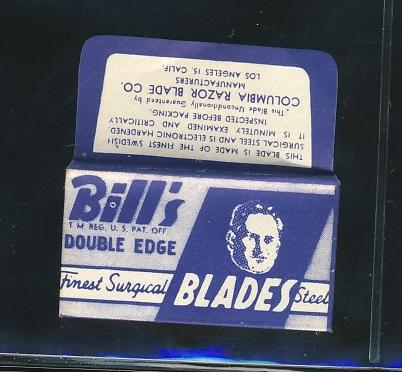 THIS BLADE IS MADE OF THE FINEST SWEDISH
SURGICAL STEEL AND IS ELECTRONIC HARDENED
IT IS MINUTELY EXAMINED AND CRITICALLY
INSPECTED BEFORE PACKING.
This Blade Unconditionally Guaranteed by
COLUMBIA RAZOR BLADE CO.
MANUFACTURERS
LOS ANGELES 15, CALIF.
Bill's
T M REG. U. S. PAT. OFF.
DOUBLE EDGE
Finest Surgical BLADES Steel